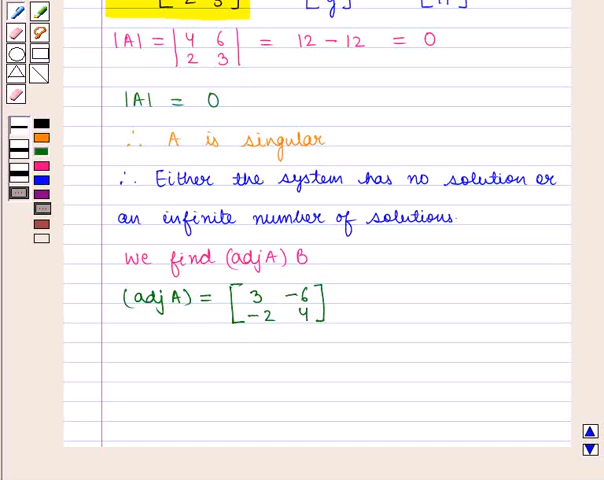 |A| = |4 6| = 12 - 12 = 0
|2 3|
|A| = 0
∴ A is singular
∴ Either the system has no solution or
an infinite number of solutions.
We find (adj A) B
(adj A) = [3 -6]
[-2 4]